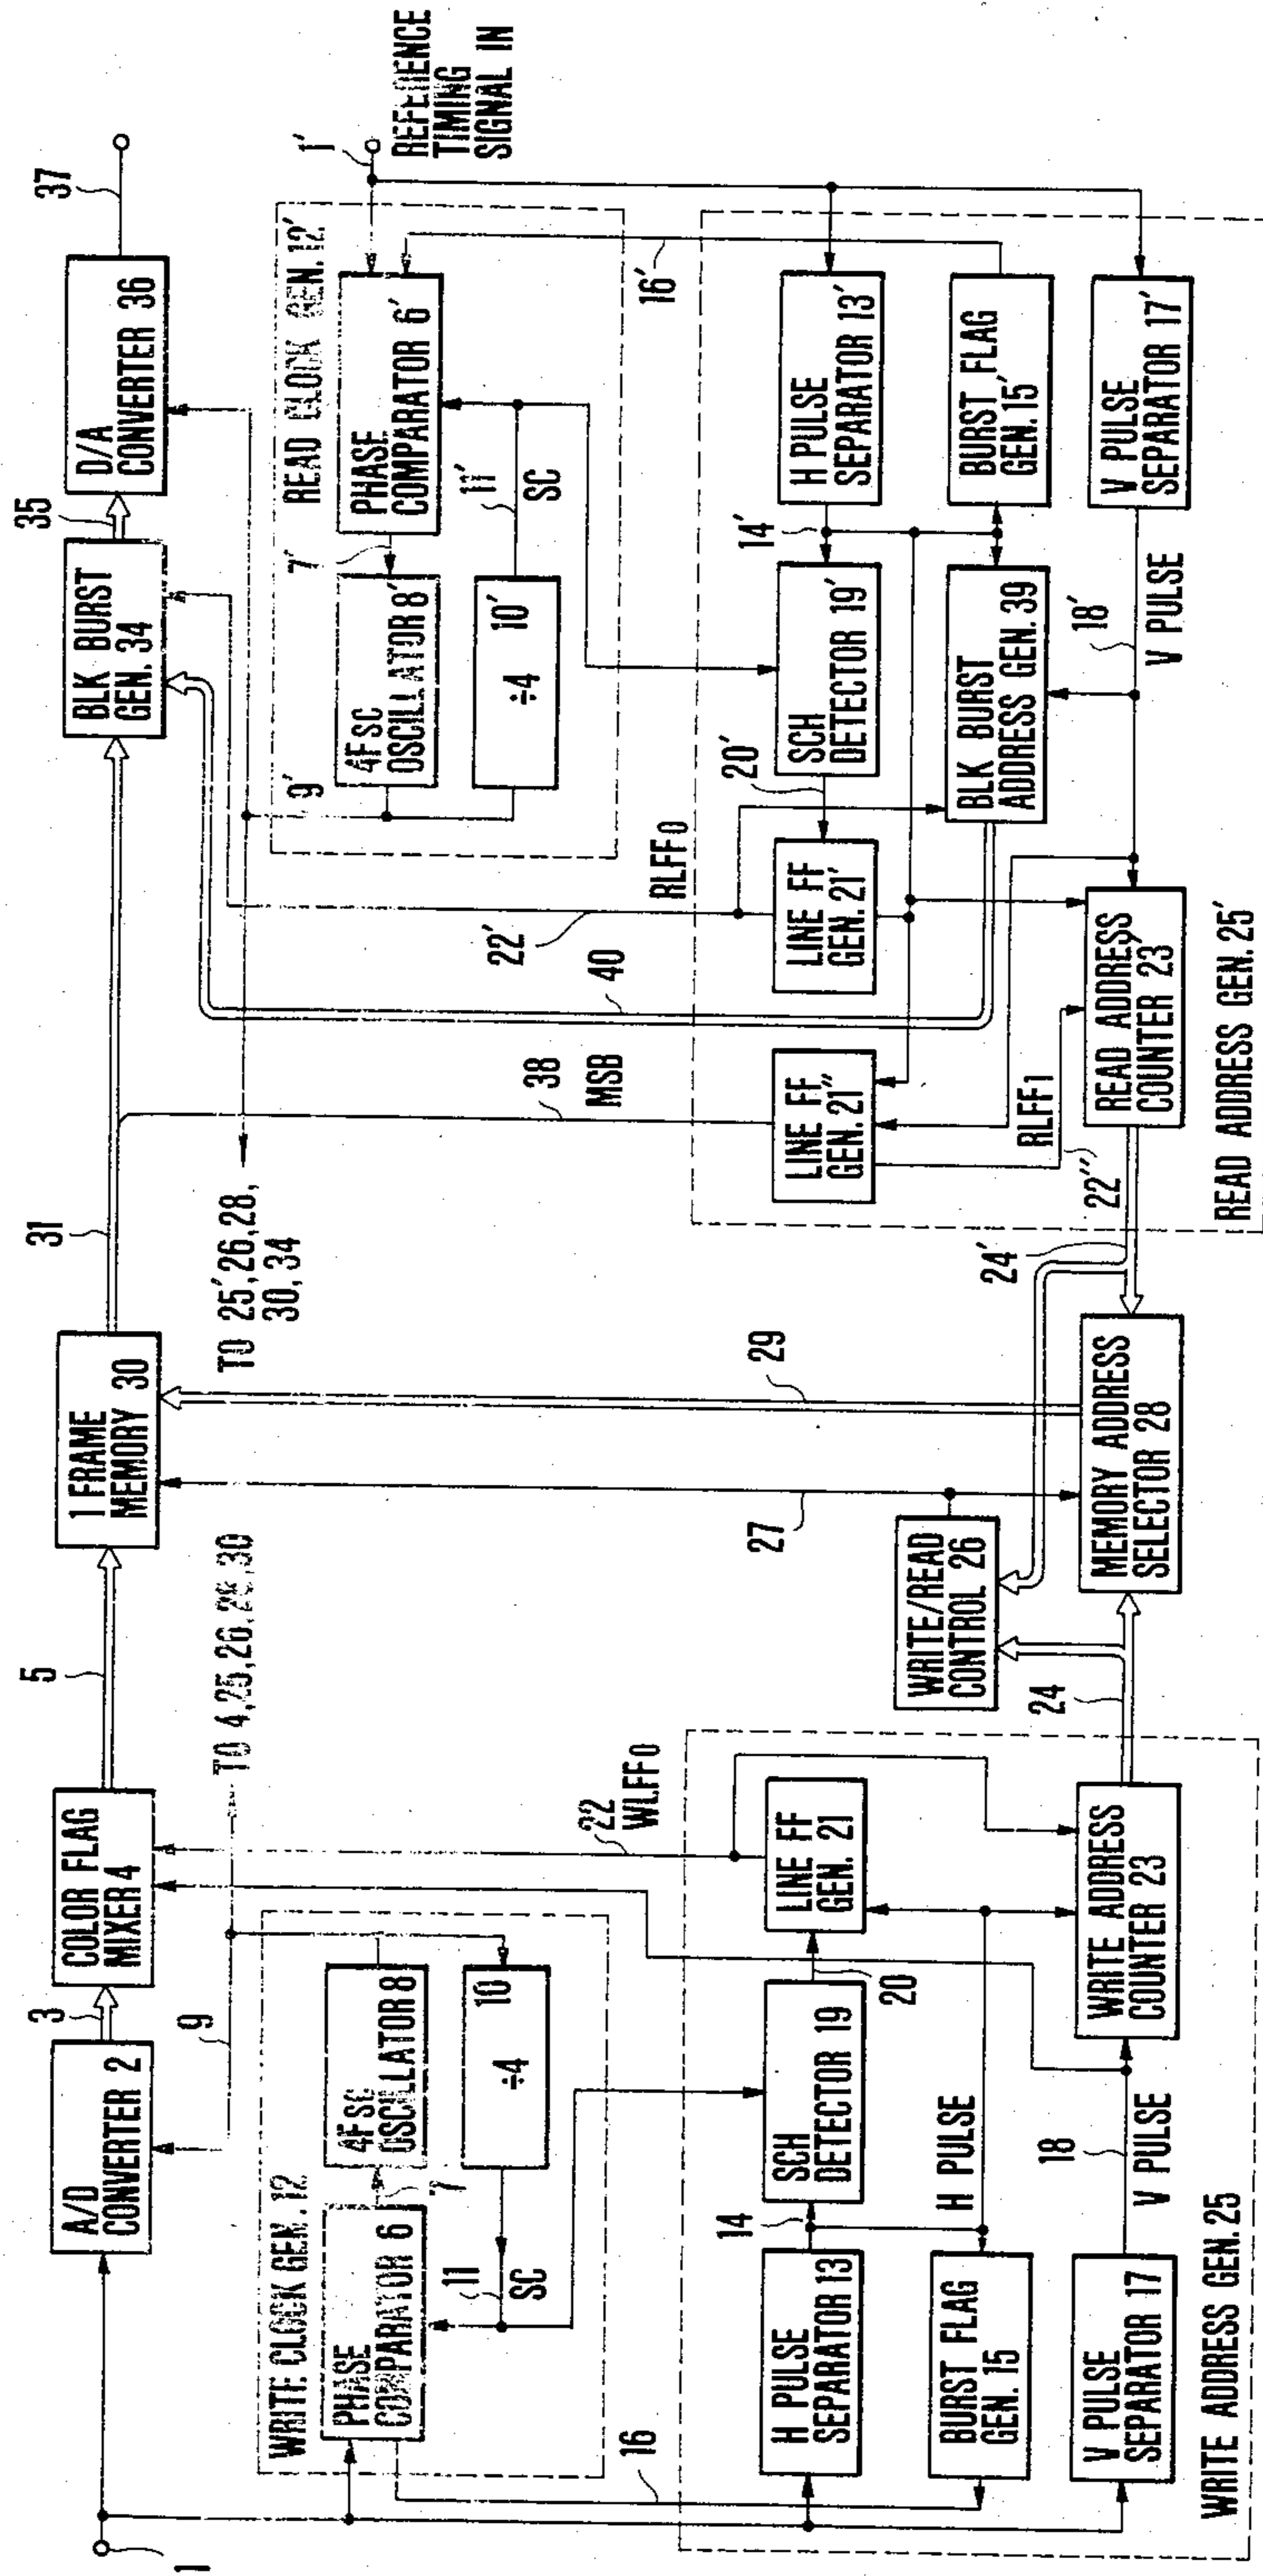 1
A/D
CONVERTER 2
3
COLOR FLAG
MIXER 4
5
1 FRAME
MEMORY 30
31
BLK BURST
GEN. 34
35
D/A
CONVERTER 36
37
9
TO 4,25,26,28,30
TO 25',26,28,
30,34
WRITE CLOCK GEN. 12
PHASE
COMPARATOR 6
7
4FSC
OSCILLATOR 8
10
÷4
11
SC
16
READ CLOCK GEN. 12'
9'
4FSC
OSCILLATOR 8'
7'
PHASE
COMPARATOR 6'
10'
÷4
11'
SC
1'
REFERENCE
TIMING
SIGNAL IN
16'
22
WLFF0
27
29
38
MSB
40
22'
RLFF0
H PULSE
SEPARATOR 13
14
SCH
DETECTOR 19
20
LINE FF
GEN. 21
BURST FLAG
GEN. 15
H PULSE
V PULSE
SEPARATOR 17
18
V PULSE
WRITE ADDRESS
COUNTER 23
24
WRITE ADDRESS GEN. 25
WRITE/READ
CONTROL 26
MEMORY ADDRESS
SELECTOR 28
24'
LINE FF
GEN. 21"
LINE FF
GEN. 21'
20'
SCH
DETECTOR 19'
14'
H PULSE
SEPARATOR 13'
BLK BURST
ADDRESS GEN. 39
BURST FLAG
GEN. 15'
RLFF1
22"
READ ADDRESS
COUNTER 23'
18'
V PULSE
V PULSE
SEPARATOR 17'
READ ADDRESS GEN. 25'